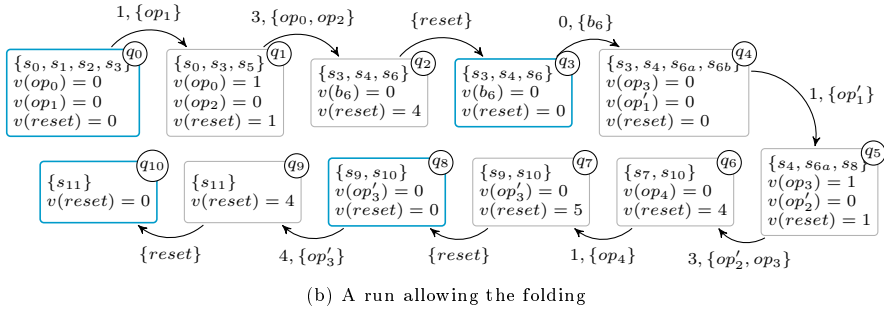 1, {op₁}
3, {op₀, op₂}
{reset}
0, {b₆}
q₀
{s₀, s₁, s₂, s₃}
v(op₀) = 0
v(op₁) = 0
v(reset) = 0
q₁
{s₀, s₃, s₅}
v(op₀) = 1
v(op₂) = 0
v(reset) = 1
q₂
{s₃, s₄, s₆}
v(b₆) = 0
v(reset) = 4
q₃
{s₃, s₄, s₆}
v(b₆) = 0
v(reset) = 0
q₄
{s₃, s₄, s₆ₐ, s₆b}
v(op₃) = 0
v(op′₁) = 0
v(reset) = 0
1, {op′₁}
q₁₀
{s₁₁}
v(reset) = 0
q₉
{s₁₁}
v(reset) = 4
q₈
{s₉, s₁₀}
v(op′₃) = 0
v(reset) = 0
q₇
{s₉, s₁₀}
v(op′₃) = 0
v(reset) = 5
q₆
{s₇, s₁₀}
v(op₄) = 0
v(reset) = 4
q₅
{s₄, s₆ₐ, s₈}
v(op₃) = 1
v(op′₂) = 0
v(reset) = 1
{reset}
4, {op′₃}
{reset}
1, {op₄}
3, {op′₂, op₃}
(b) A run allowing the folding